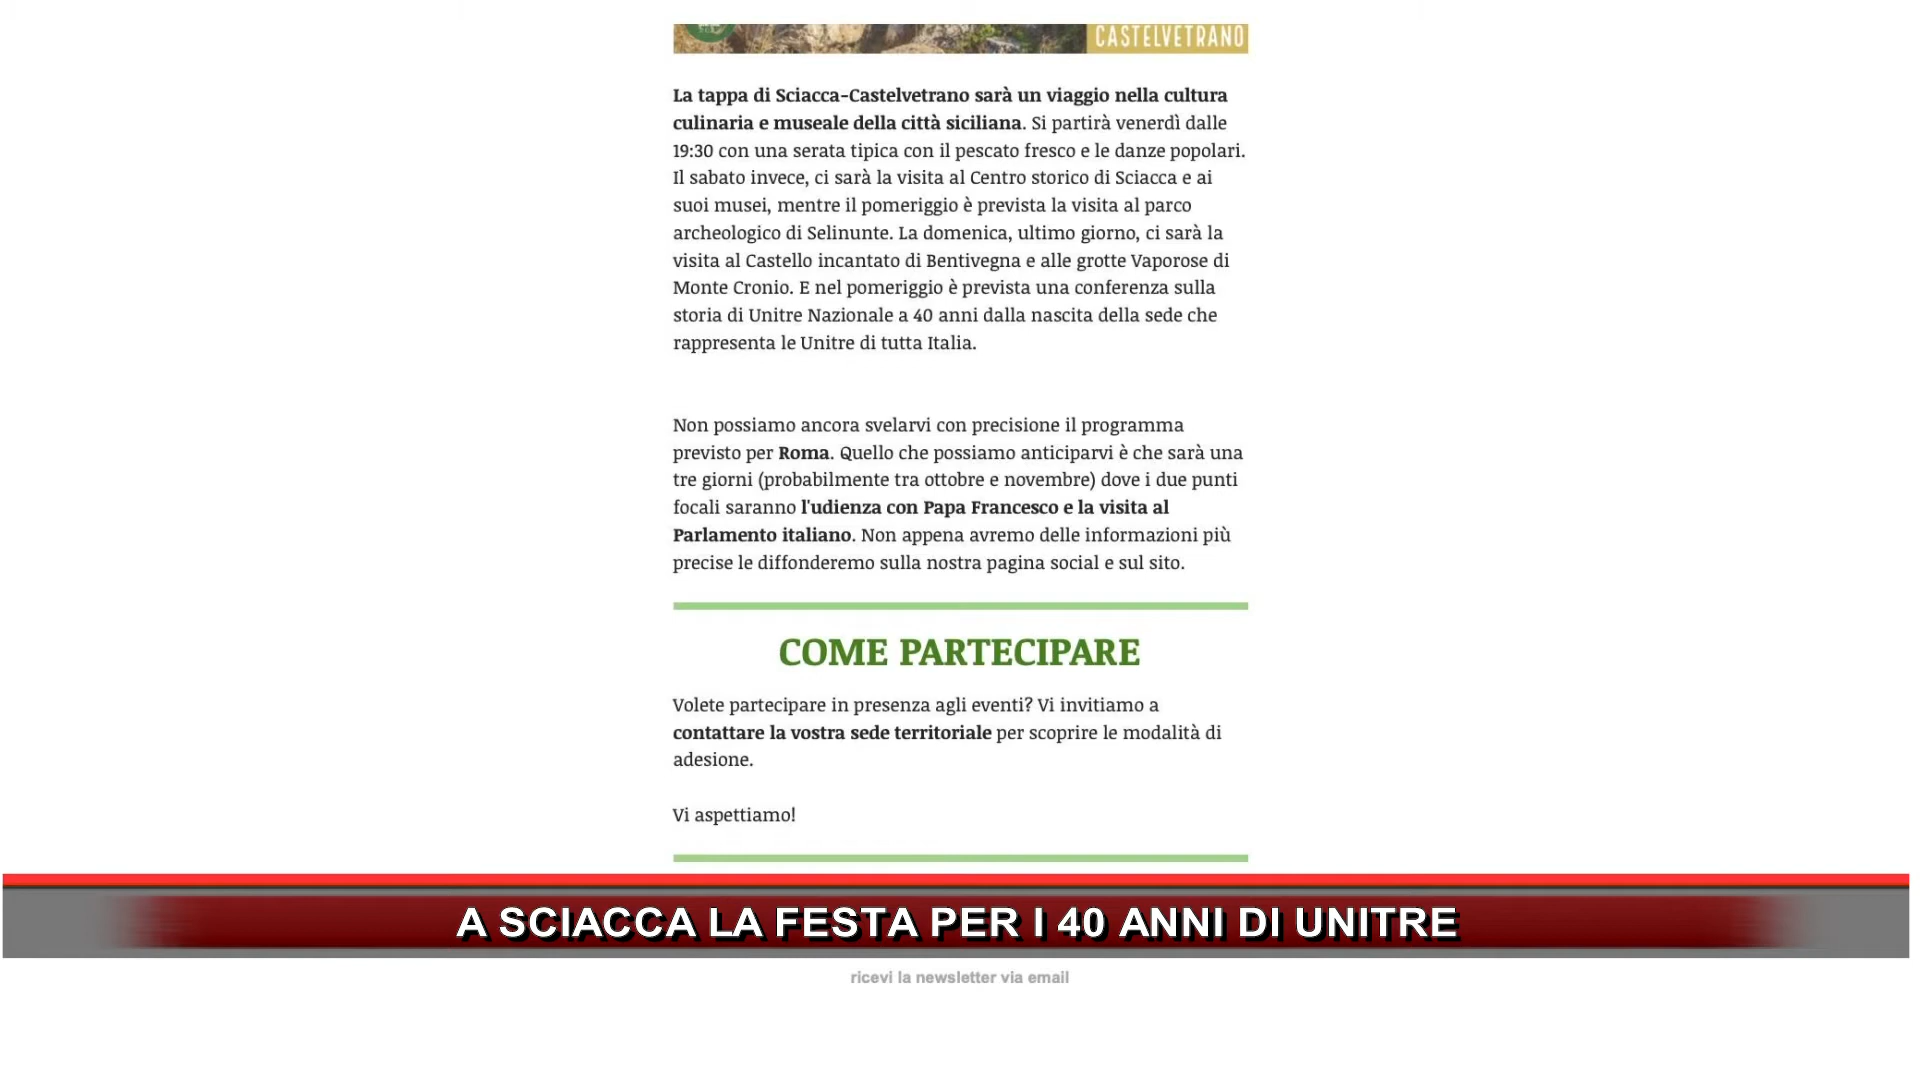 CASTELVETRANO
La tappa di Sciacca-Castelvetrano sarà un viaggio nella cultura
culinaria e museale della città siciliana. Si partirà venerdì dalle
19:30 con una serata tipica con il pescato fresco e le danze popolari.
Il sabato invece, ci sarà la visita al Centro storico di Sciacca e ai
suoi musei, mentre il pomeriggio è prevista la visita al parco
archeologico di Selinunte. La domenica, ultimo giorno, ci sarà la
visita al Castello incantato di Bentivegna e alle grotte Vaporose di
Monte Cronio. E nel pomeriggio è prevista una conferenza sulla
storia di Unitre Nazionale a 40 anni dalla nascita della sede che
rappresenta le Unitre di tutta Italia.
Non possiamo ancora svelarvi con precisione il programma
previsto per Roma. Quello che possiamo anticiparvi è che sarà una
tre giorni (probabilmente tra ottobre e novembre) dove i due punti
focali saranno l'udienza con Papa Francesco e la visita al
Parlamento italiano. Non appena avremo delle informazioni più
precise le diffonderemo sulla nostra pagina social e sul sito.
COME PARTECIPARE
Volete partecipare in presenza agli eventi? Vi invitiamo a
contattare la vostra sede territoriale per scoprire le modalità di
adesione.
Vi aspettiamo!
A SCIACCA LA FESTA PER I 40 ANNI DI UNITRE
ricevi la newsletter via email